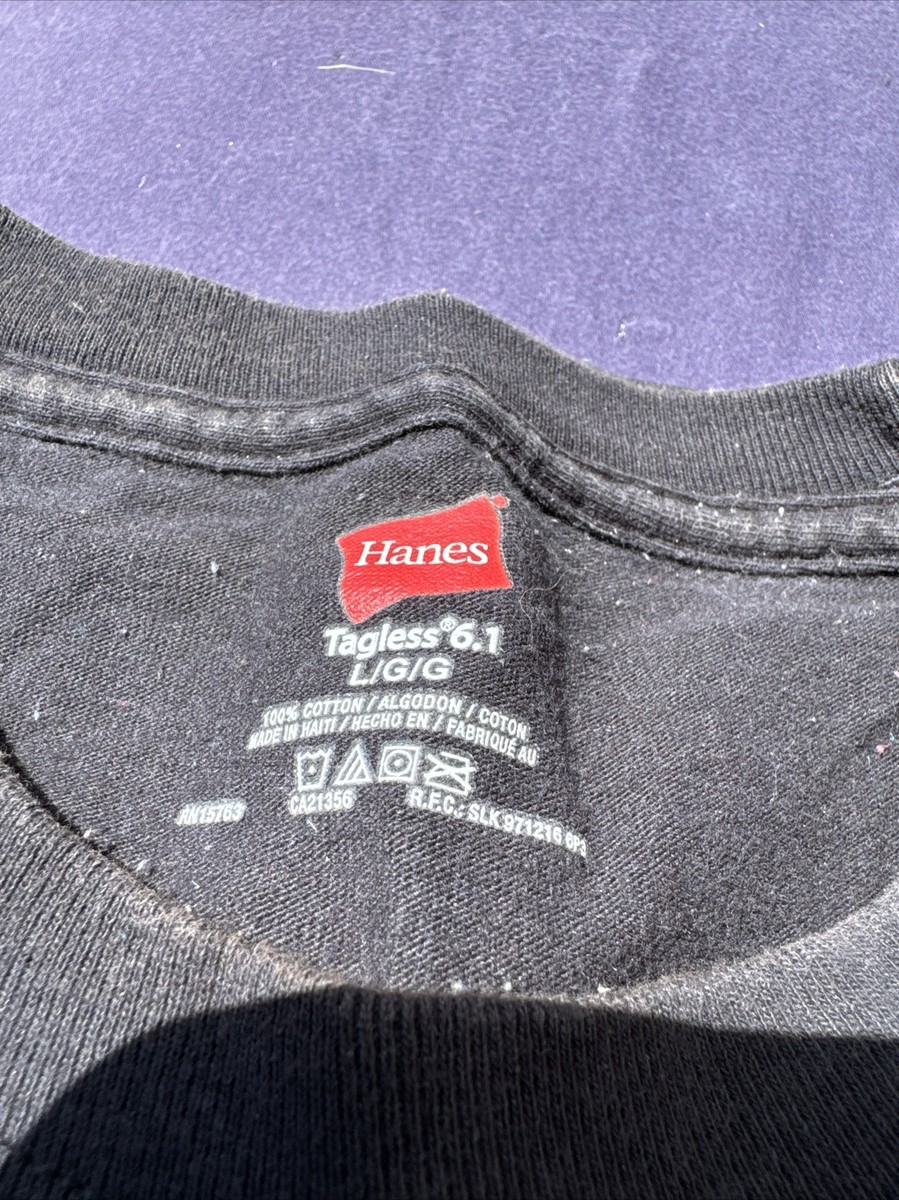 Hanes
Tagless® 6.1
L/G/G
100% COTTON / ALGODON / COTON
MADE IN HAITI / HECHO EN / FABRIQUÉ AU
RN15763 CA21356 R.F.C.: SLK 971216 6P3